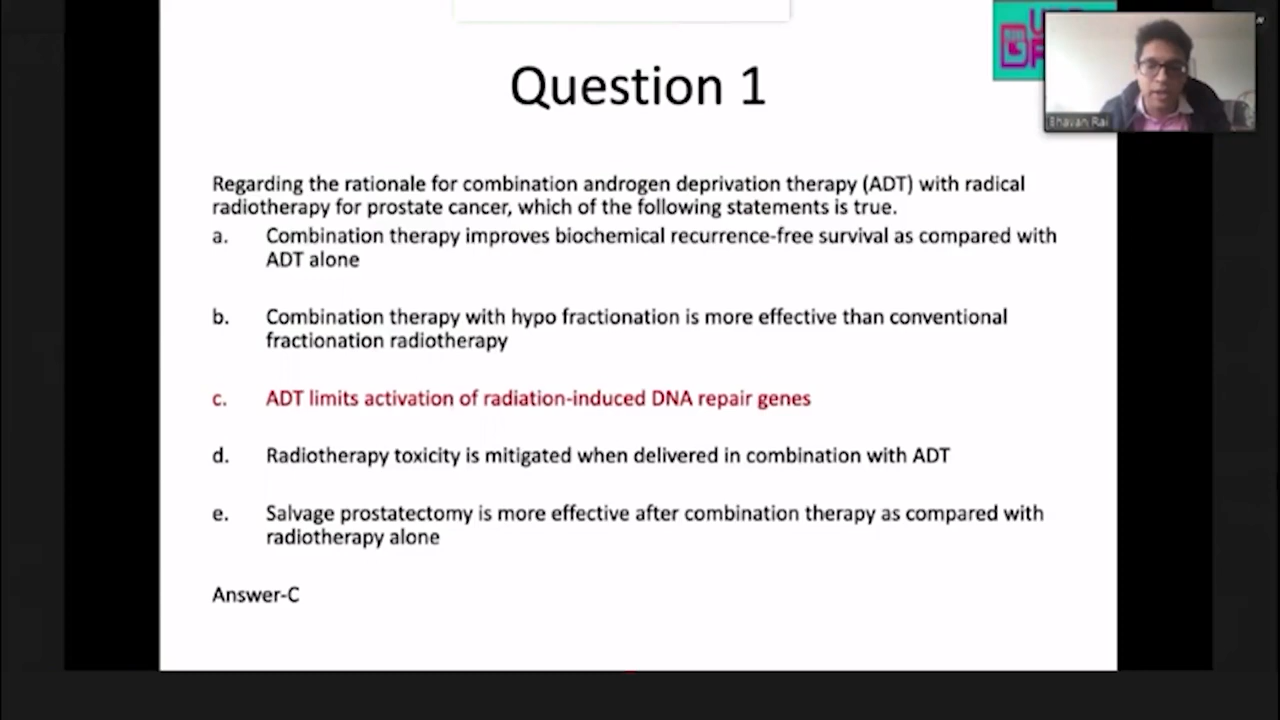 Question 1
Bhavan Rai
Regarding the rationale for combination androgen deprivation therapy (ADT) with radical
radiotherapy for prostate cancer, which of the following statements is true.
a. Combination therapy improves biochemical recurrence-free survival as compared with
ADT alone
b. Combination therapy with hypo fractionation is more effective than conventional
fractionation radiotherapy
c. ADT limits activation of radiation-induced DNA repair genes
d. Radiotherapy toxicity is mitigated when delivered in combination with ADT
e. Salvage prostatectomy is more effective after combination therapy as compared with
radiotherapy alone
Answer-C